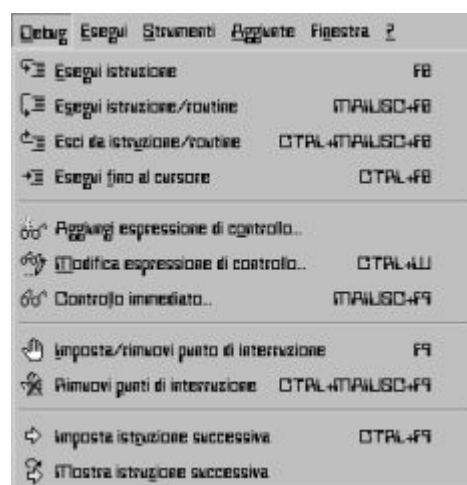 Debug Esegui Strumenti Aggiunte Finestra ?
Esegui istruzione F8
Esegui istruzione/routine MAIUSC+F8
Esci da istruzione/routine CTRL+MAIUSC+F8
Esegui fino al cursore CTRL+F8
Aggiungi espressione di controllo...
Modifica espressione di controllo... CTRL+W
Controllo immediato... MAIUSC+F9
Imposta/rimuovi punto di interruzione F9
Rimuovi punti di interruzione CTRL+MAIUSC+F9
Imposta istruzione successiva CTRL+F9
Mostra istruzione successiva